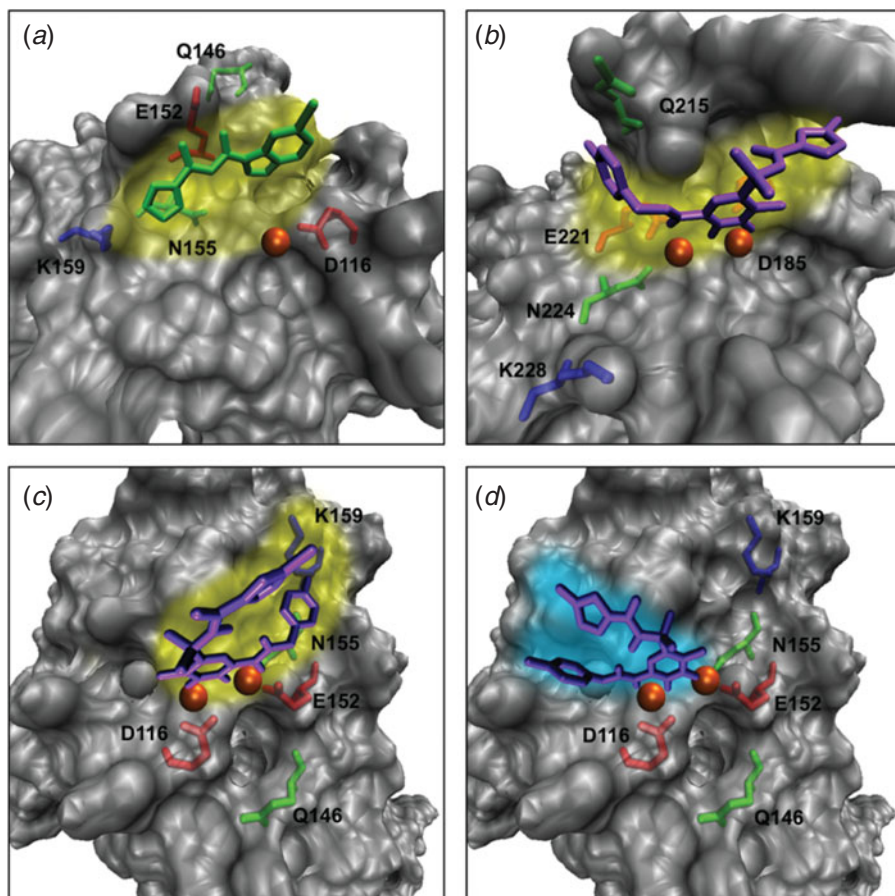 (a)
Q146
E152
K159
N155
D116
(b)
Q215
E221
D185
N224
K228
(c)
K159
N155
E152
D116
Q146
(d)
K159
N155
E152
D116
Q146